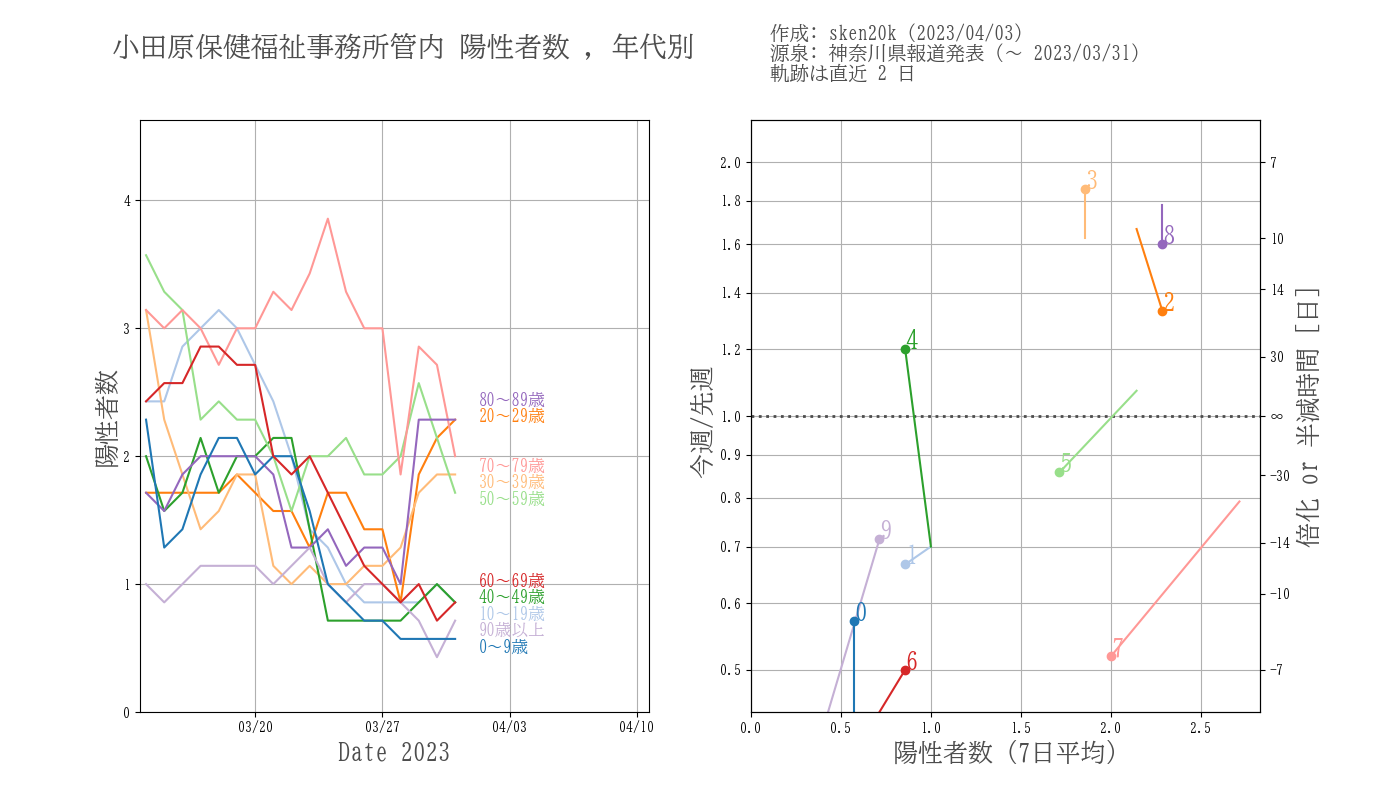 小田原保健福祉事務所管内 陽性者数 , 年代別
作成: sken20k (2023/04/03)
源泉: 神奈川県報道発表 (～ 2023/03/31)
軌跡は直近 2 日
陽性者数
4
3
2
1
0
03/20
03/27
04/03
04/10
Date 2023
80～89歳
20～29歳
70～79歳
30～39歳
50～59歳
60～69歳
40～49歳
10～19歳
90歳以上
0～9歳
今週/先週
2.0
1.8
1.6
1.4
1.2
1.0
0.9
0.8
0.7
0.6
0.5
3
8
2
4
5
9
1
0
6
7
0.0
0.5
1.0
1.5
2.0
2.5
陽性者数 (7日平均)
7
10
14
30
∞
−30
−14
−10
−7
倍化 or 半減時間 [日]